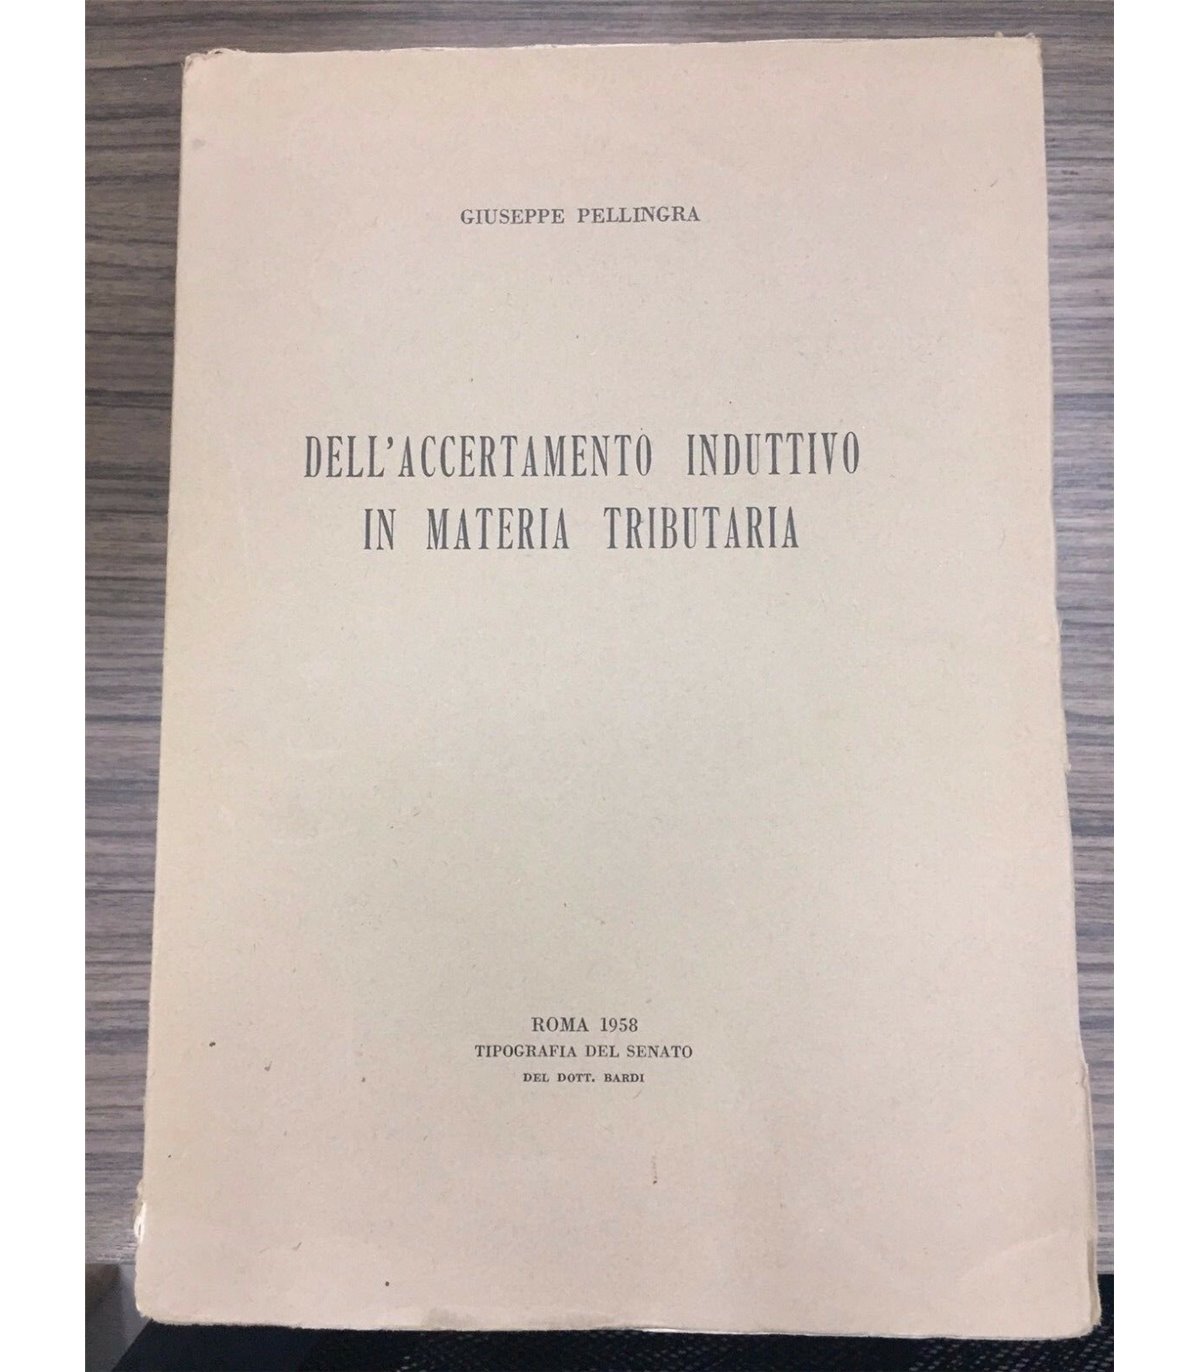 GIUSEPPE PELLINGRA
DELL'ACCERTAMENTO INDUTTIVO
IN MATERIA TRIBUTARIA
ROMA 1958
TIPOGRAFIA DEL SENATO
DEL DOTT. BARDI